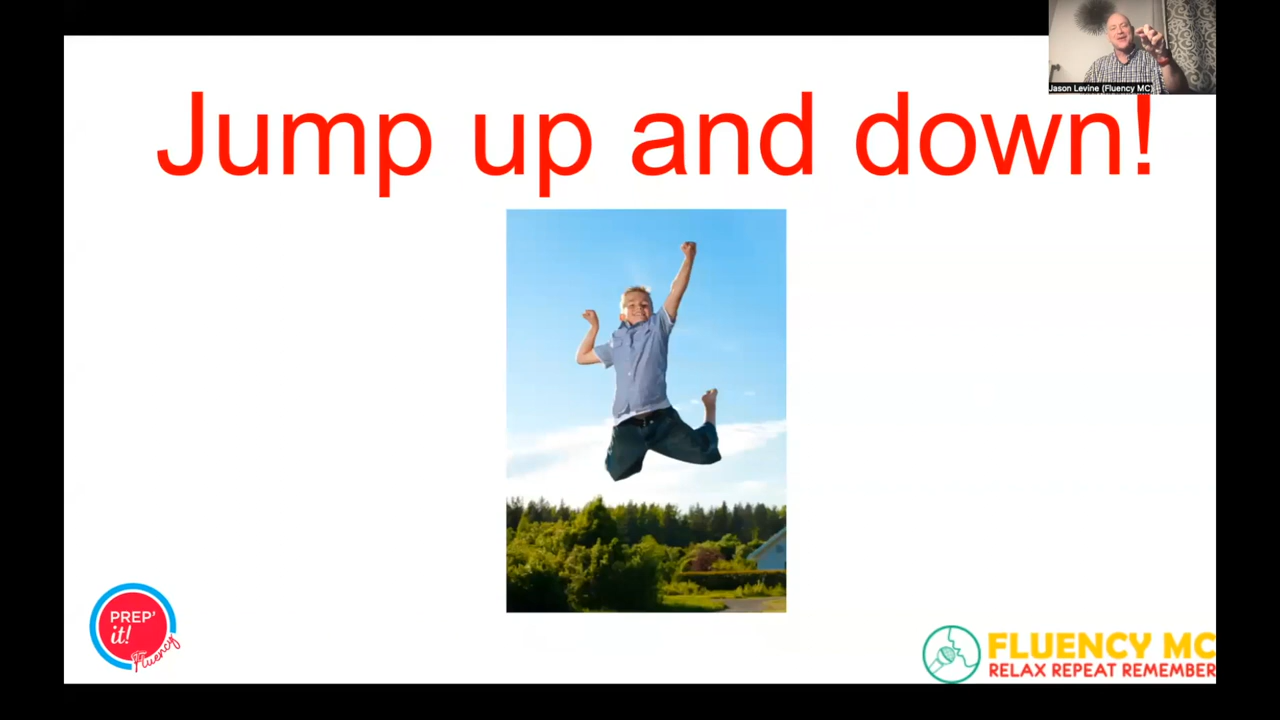 Jason Levine (Fluency MC)
Jump up and down!
PREP'
it!
Fluency
FLUENCY MC
RELAX REPEAT REMEMBER